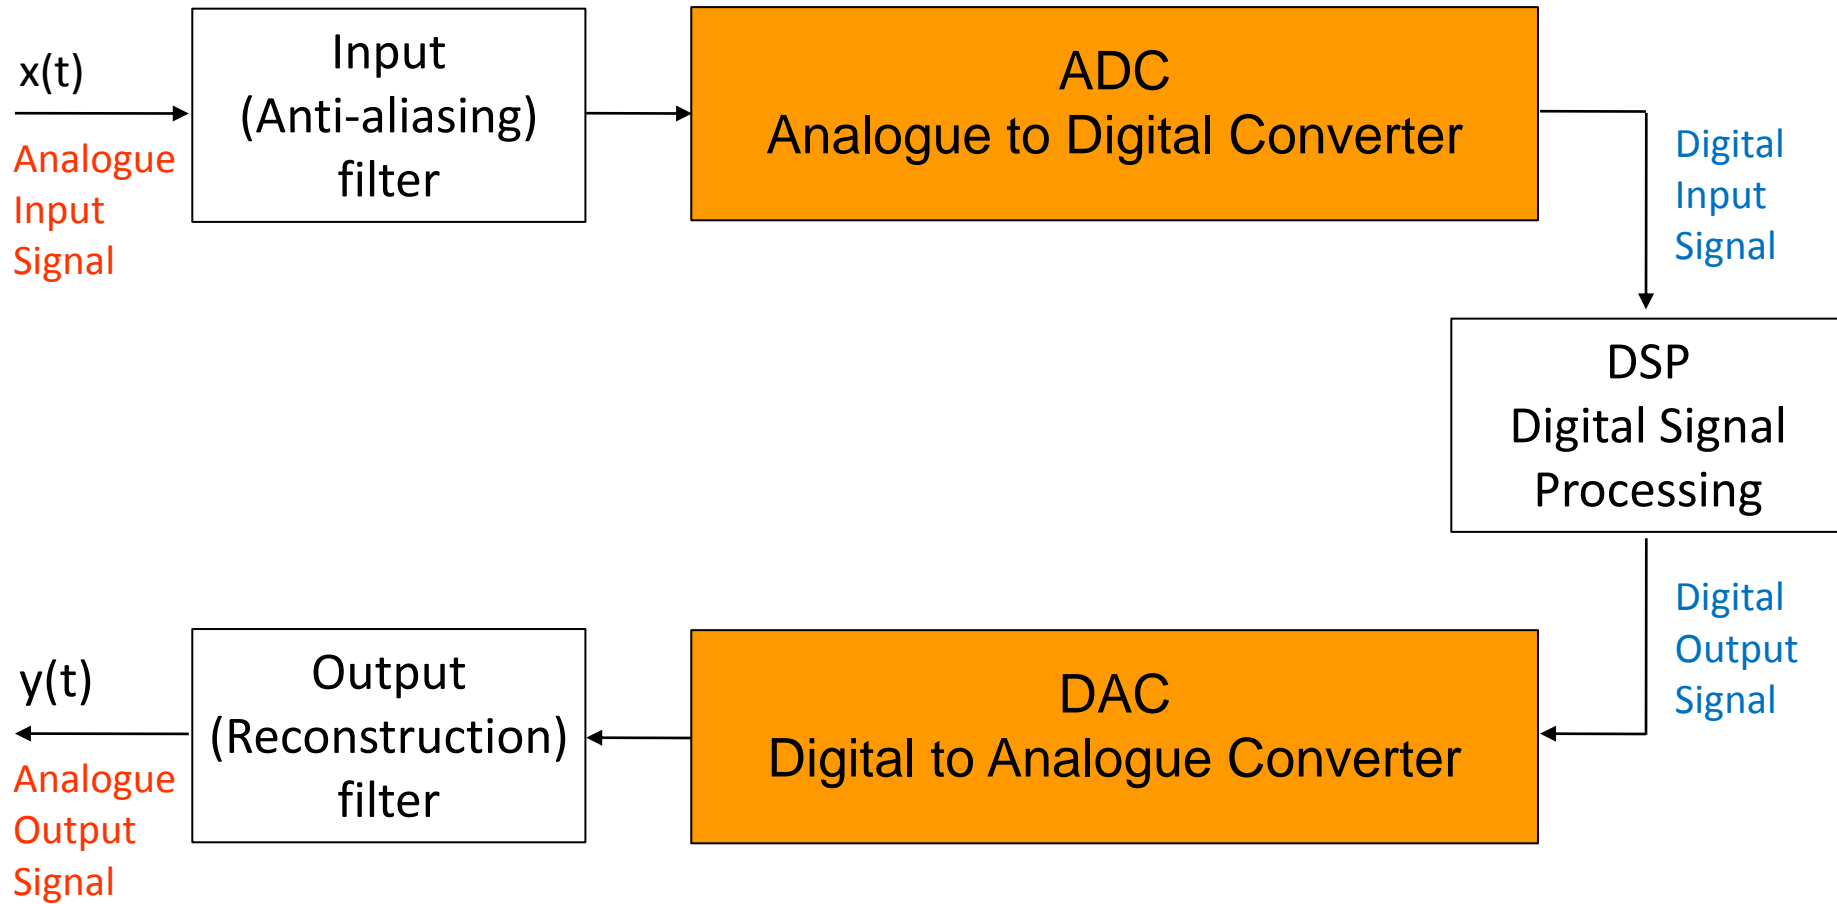 x(t)
Analogue
Input
Signal
Input
(Anti-aliasing)
filter
ADC
Analogue to Digital Converter
Digital
Input
Signal
DSP
Digital Signal
Processing
Digital
Output
Signal
DAC
Digital to Analogue Converter
Output
(Reconstruction)
filter
y(t)
Analogue
Output
Signal